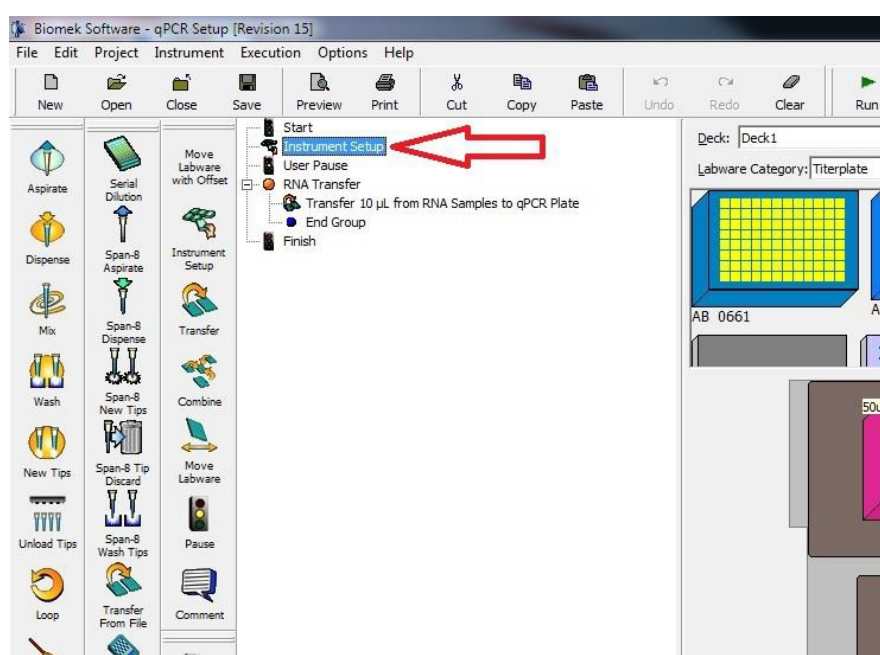 Biomek Software - qPCR Setup [Revision 15]
File Edit Project Instrument Execution Options Help
New Open Close Save Preview Print Cut Copy Paste Undo Redo Clear Run
Aspirate
Dispense
Mix
Wash
New Tips
Unload Tips
Loop
Serial
Dilution
Span-8
Aspirate
Span-8
Dispense
Span-8
New Tips
Span-8 Tip
Discard
Span-8
Wash Tips
Transfer
From File
Move
Labware
with Offset
Instrument
Setup
Transfer
Combine
Move
Labware
Pause
Comment
Start
Instrument Setup
User Pause
RNA Transfer
Transfer 10 µL from RNA Samples to qPCR Plate
End Group
Finish
Deck: Deck1
Labware Category: Titerplate
AB 0661